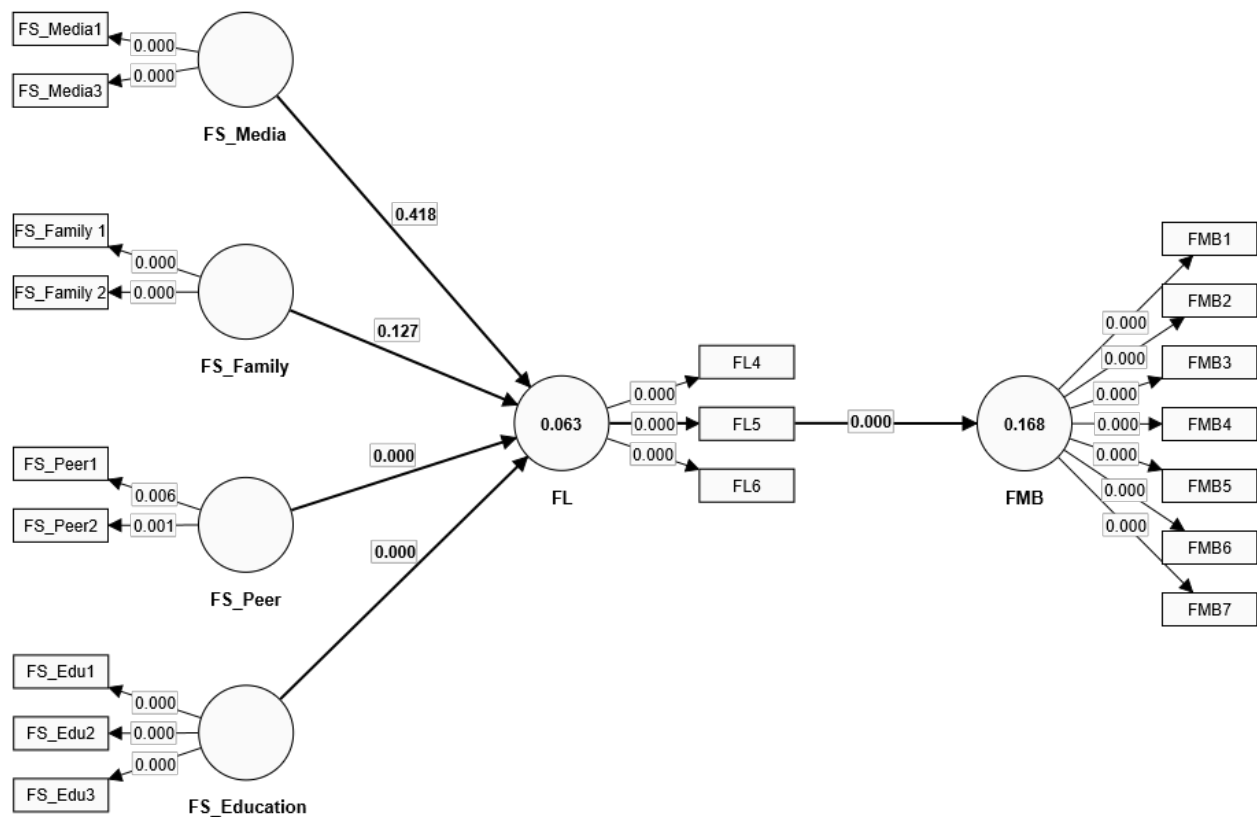 FS_Media1
0.000
0.000
FS_Media3
FS_Media
0.418
FS_Family 1
0.000
FS_Family 2
0.000
FS_Family
0.127
FS_Peer1
0.006
FS_Peer2
0.001
FS_Peer
0.000
FS_Edu1
0.000
FS_Edu2
0.000
0.000
FS_Edu3
FS_Education
0.000
0.063
FL
0.000
FL4
0.000
FL5
0.000
FL6
0.000
0.168
FMB
0.000
FMB1
0.000
FMB2
0.000
FMB3
0.000
FMB4
0.000
FMB5
0.000
FMB6
0.000
FMB7